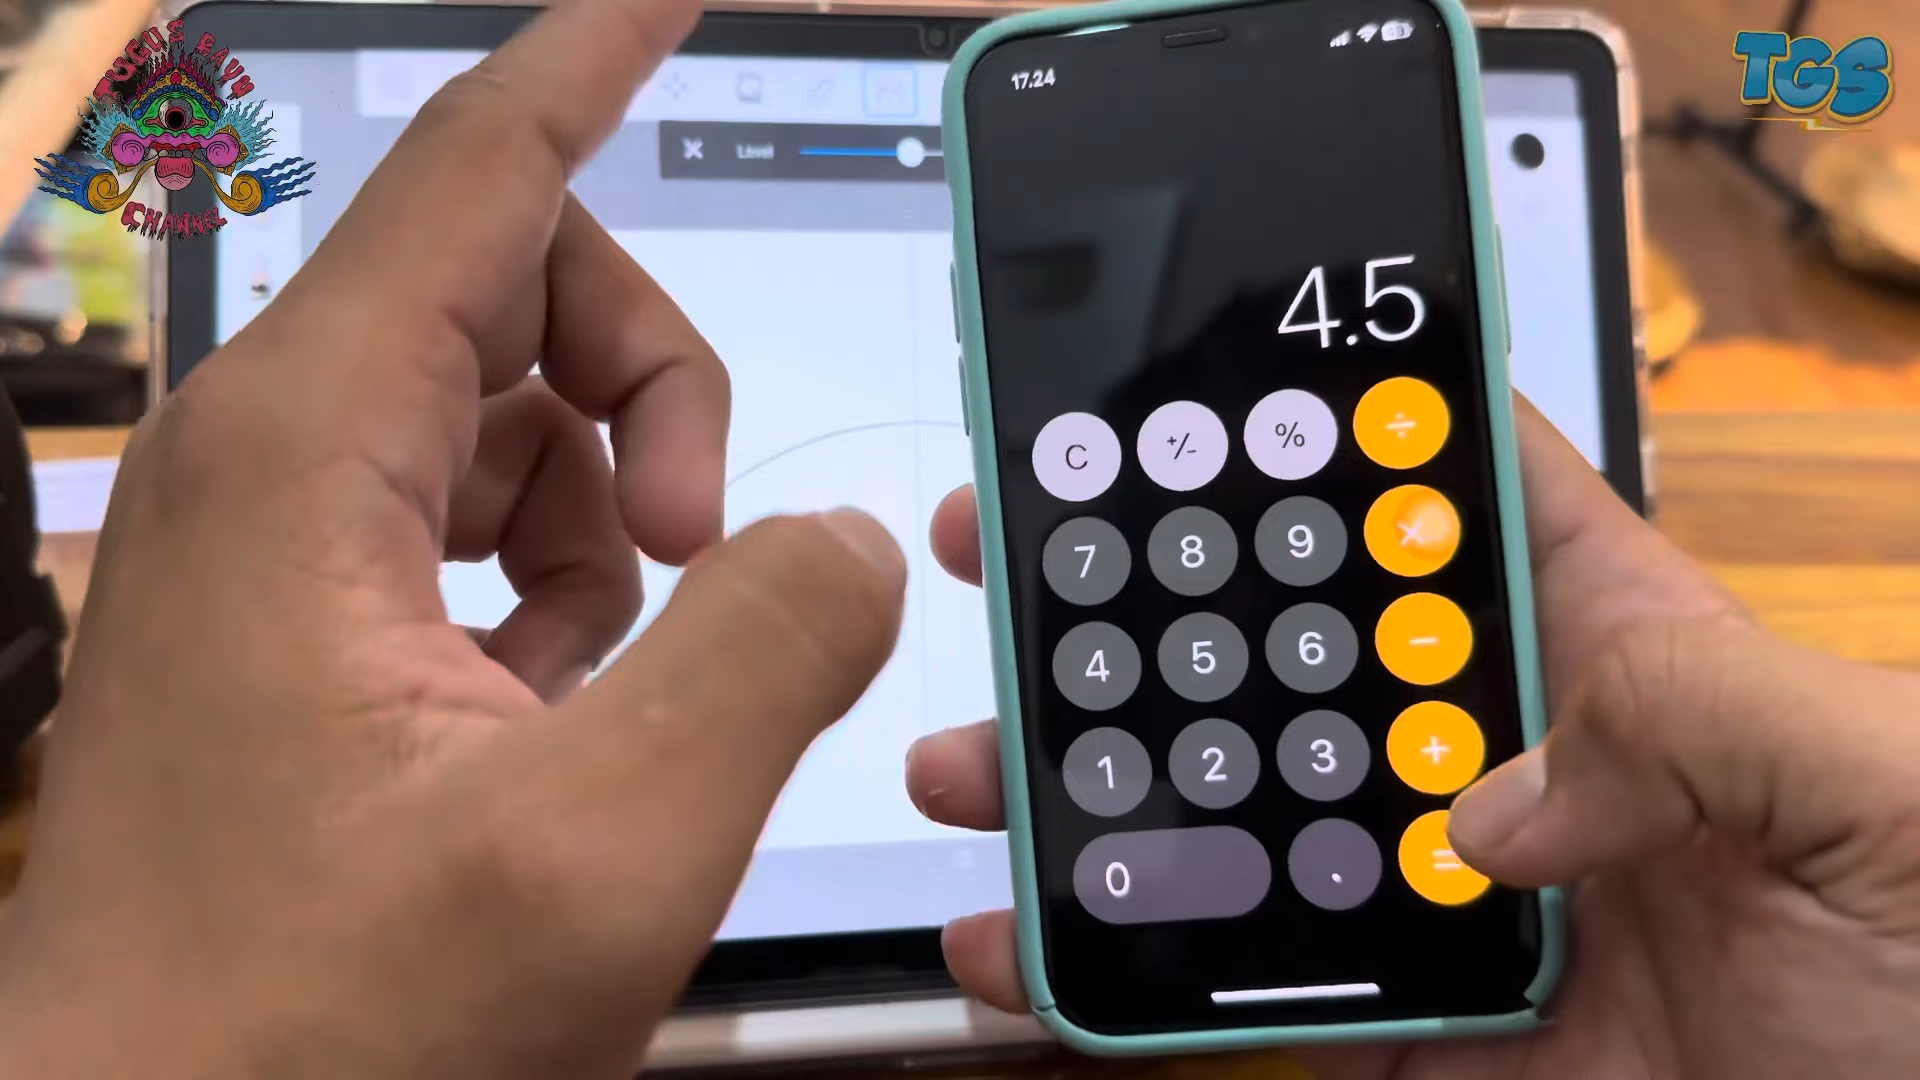 TUGUS BAYU
CHANNEL
TGS
17.24
Level
4.5
C +/- % ÷
7 8 9 ×
4 5 6 −
1 2 3 +
0 . =